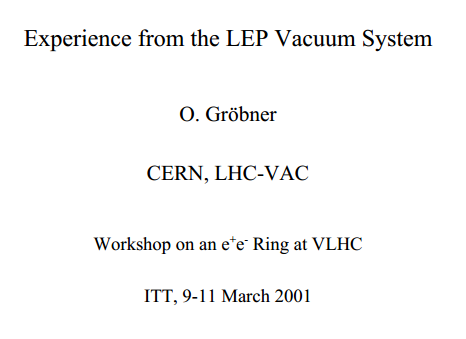 Experience from the LEP Vacuum System
O. Gröbner
CERN, LHC-VAC
Workshop on an e⁺e⁻ Ring at VLHC
ITT, 9-11 March 2001